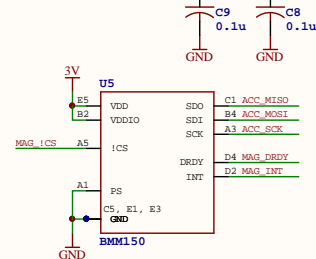 C9
0.1u
C8
0.1u
GND
GND
3V
U5
E5 VDD
B2 VDDIO
MAG_!CS A5 !CS
A1 PS
C5, E1, E3
GND
SDO C1 ACC_MISO
SDI B4 ACC_MOSI
SCK A3 ACC_SCK
DRDY D4 MAG_DRDY
INT D2 MAG_INT
BMM150
GND